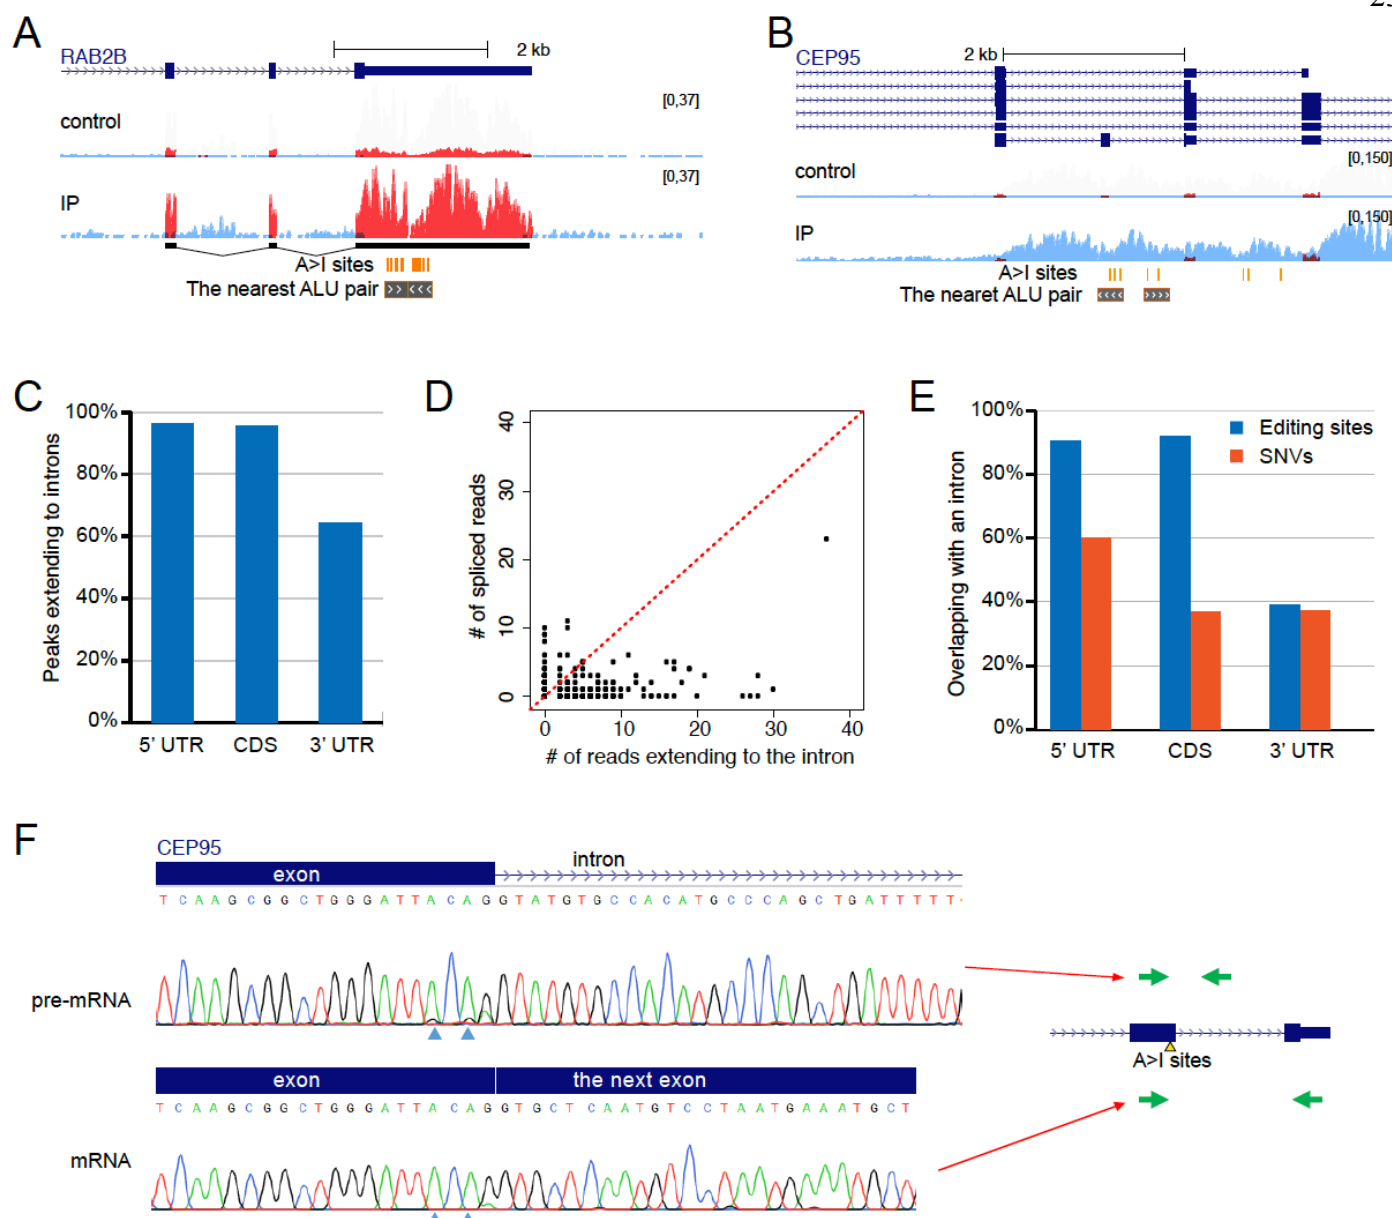 A
RAB2B
2 kb
control
[0,37]
IP
[0,37]
A>I sites
The nearest ALU pair
B
CEP95
2 kb
control
[0,150]
IP
[0,150]
A>I sites
The nearet ALU pair
C
Peaks extending to introns
100%
80%
60%
40%
20%
0%
5' UTR CDS 3' UTR
D
# of spliced reads
40
30
20
10
0
0 10 20 30 40
# of reads extending to the intron
E
Overlapping with an intron
100%
80%
60%
40%
20%
0%
Editing sites
SNVs
5' UTR CDS 3' UTR
F
CEP95
exon intron
T C A A G C G G C T G G G A T T A C A G G T A T G T G C C A C A T G C C C A G C T G A T T T T T
pre-mRNA
A>I sites
exon the next exon
T C A A G C G G C T G G G A T T A C A G G T G C T C A A T G T C C T A A T G A A A T G C T
mRNA